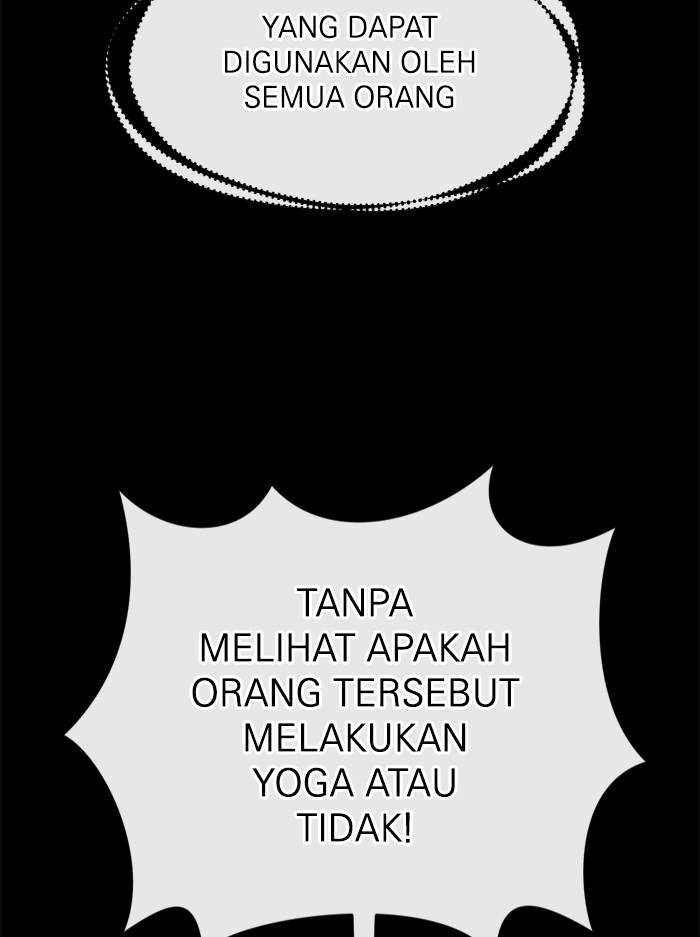 YANG DAPAT
DIGUNAKAN OLEH
SEMUA ORANG
TANPA
MELIHAT APAKAH
ORANG TERSEBUT
MELAKUKAN
YOGA ATAU
TIDAK!